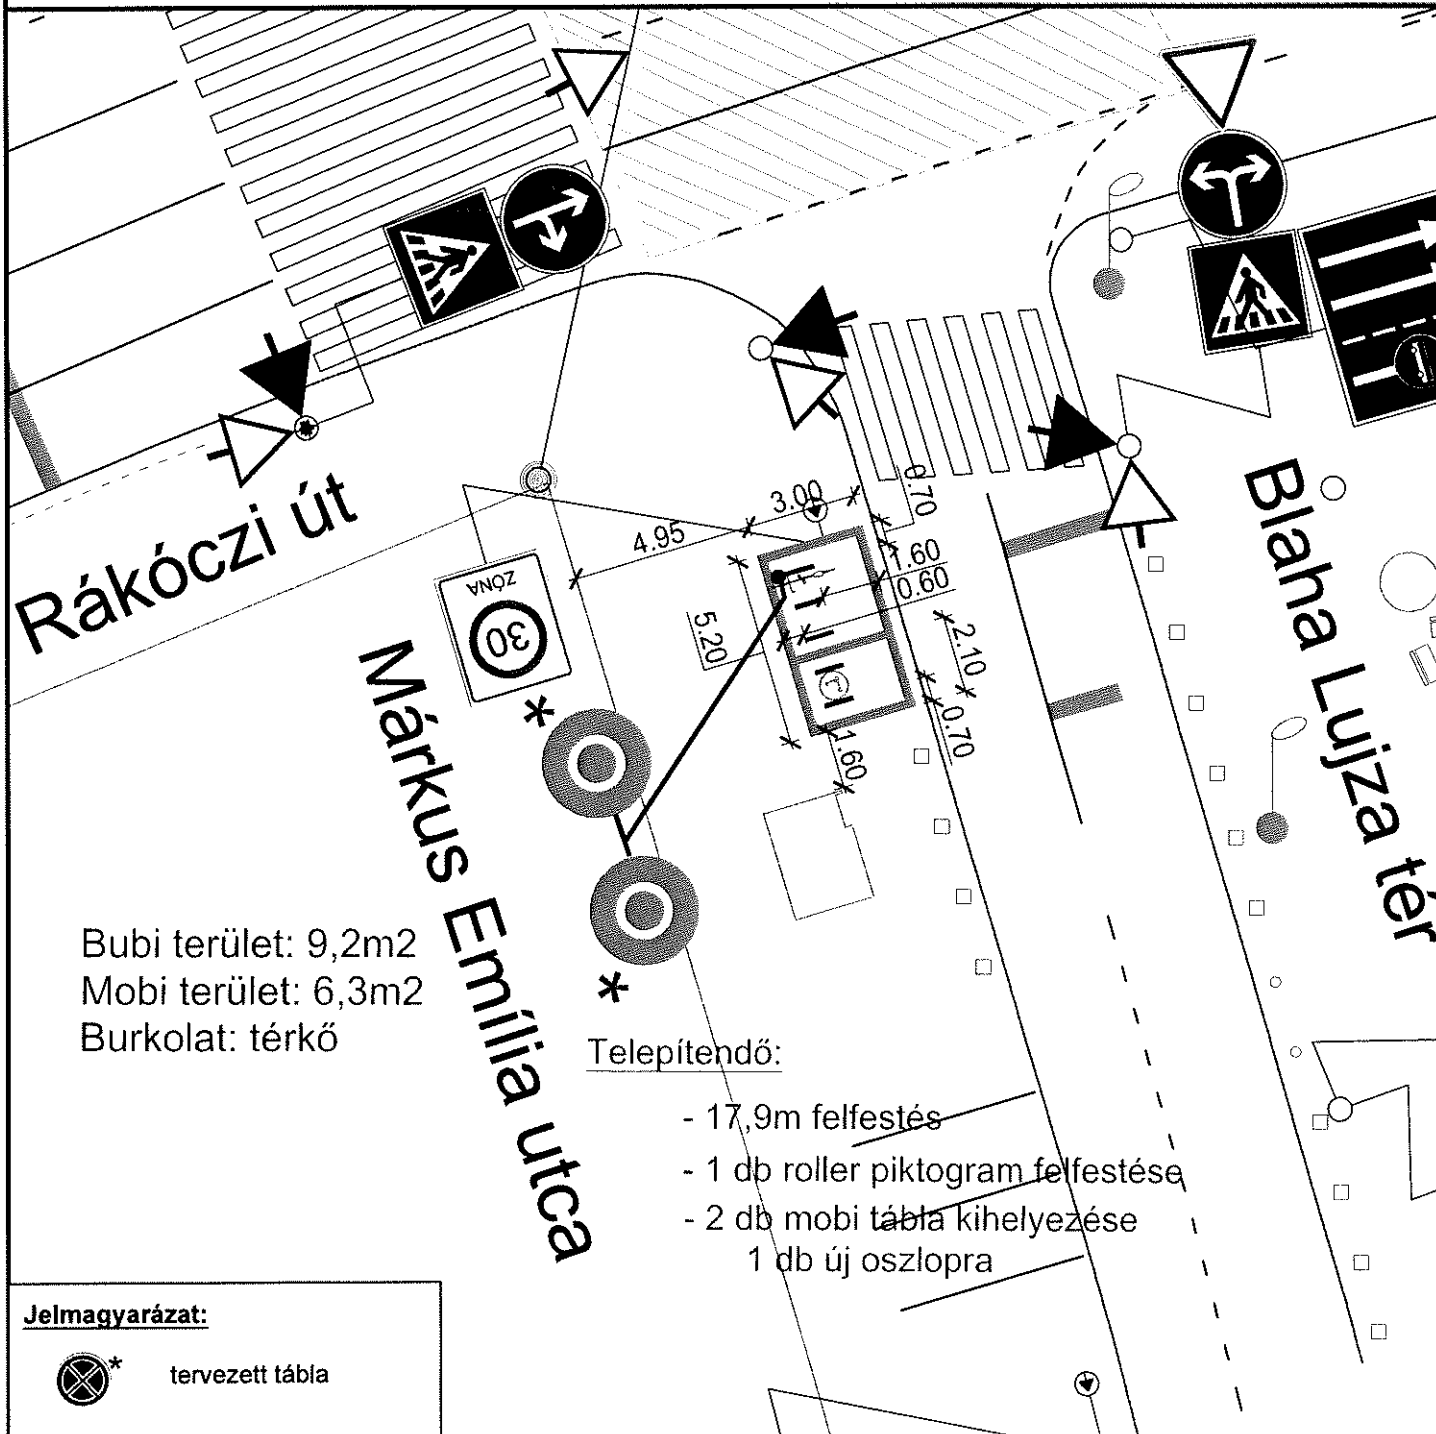 Rákóczi út
Márkus Emília utca
Blaha Lujza tér
ZÓNA
30
4.95
3.00
0.70
1.60
0.60
5.20
2.10
0.70
1.60
Bubi terület: 9,2m2
Mobi terület: 6,3m2
Burkolat: térkő
Telepítendő:
- 17,9m felfestés
- 1 db roller piktogram felfestése
- 2 db mobi tábla kihelyezése
1 db új oszlopra
Jelmagyarázat:
* tervezett tábla